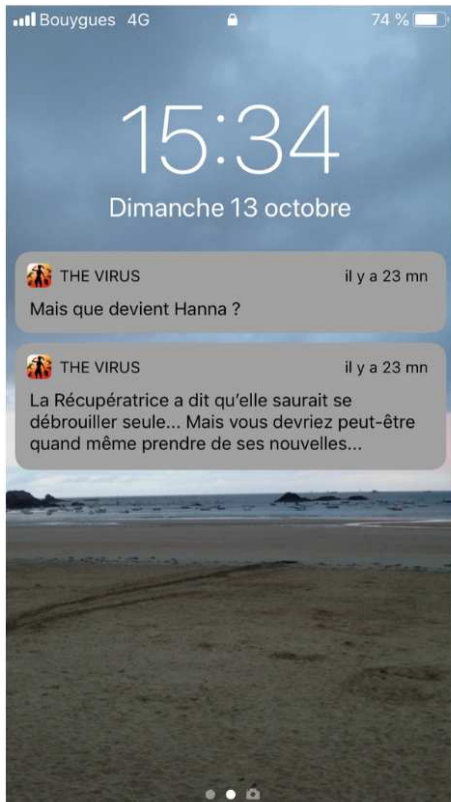 Bouygues 4G 74 %
15:34
Dimanche 13 octobre
THE VIRUS il y a 23 mn
Mais que devient Hanna ?
THE VIRUS il y a 23 mn
La Récupératrice a dit qu'elle saurait se
débrouiller seule... Mais vous devriez peut-être
quand même prendre de ses nouvelles...